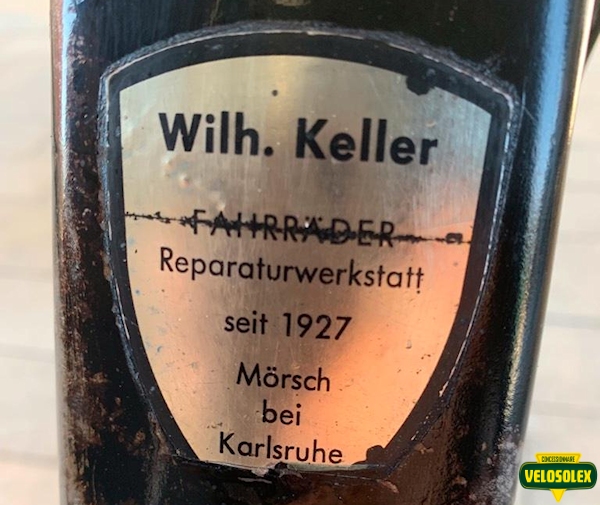 Wilh. Keller
FAHRRÄDER
Reparaturwerkstatt
seit 1927
Mörsch
bei
Karlsruhe
CONCESSIONNAIRE
VELOSOLEX